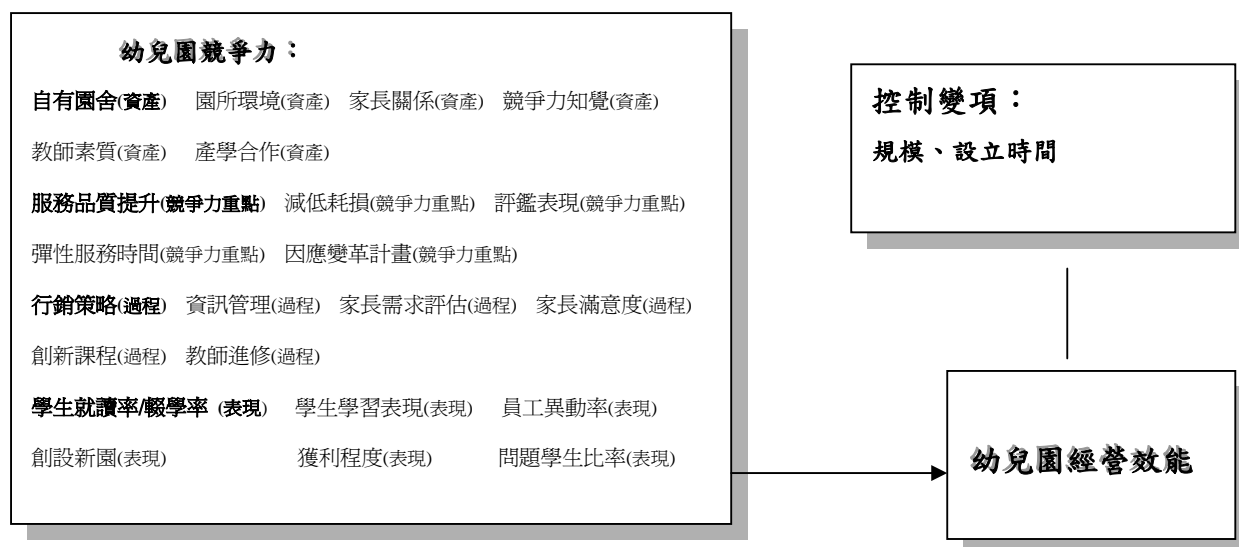 幼兒園競爭力：
自有園舍(資產) 園所環境(資產) 家長關係(資產) 競爭力知覺(資產)
教師素質(資產) 產學合作(資產)
服務品質提升(競爭力重點) 減低耗損(競爭力重點) 評鑑表現(競爭力重點)
彈性服務時間(競爭力重點) 因應變革計畫(競爭力重點)
行銷策略(過程) 資訊管理(過程) 家長需求評估(過程) 家長滿意度(過程)
創新課程(過程) 教師進修(過程)
學生就讀率/輟學率 (表現) 學生學習表現(表現) 員工異動率(表現)
創設新園(表現) 獲利程度(表現) 問題學生比率(表現)
控制變項：
規模、設立時間
幼兒園經營效能